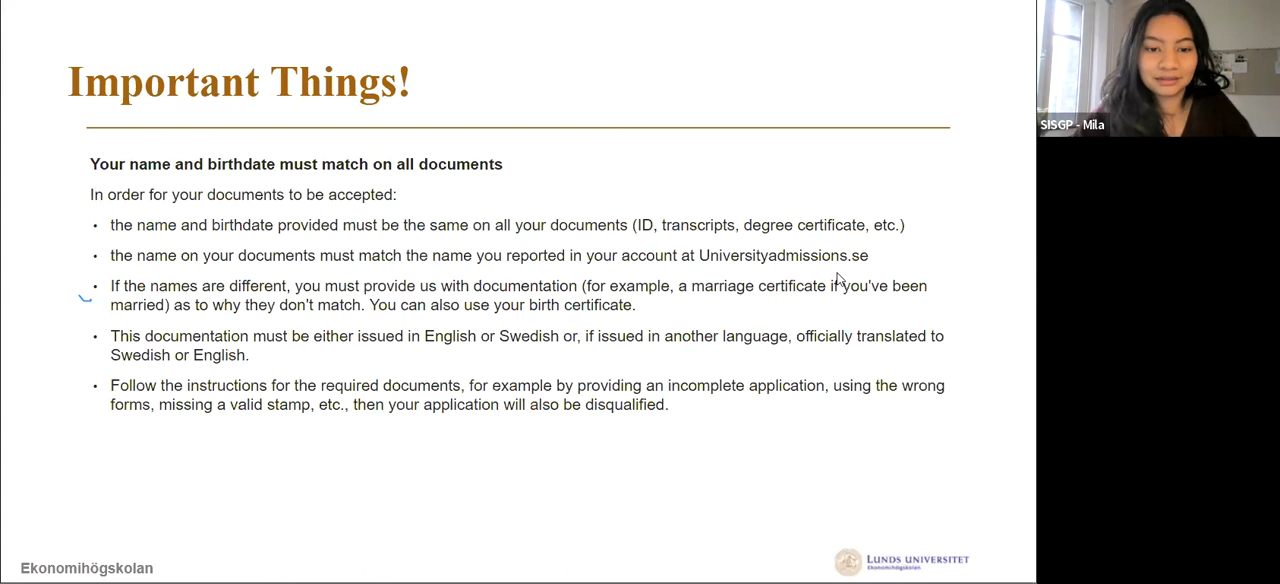 Important Things!
SISGP - Mila
Your name and birthdate must match on all documents
In order for your documents to be accepted:
• the name and birthdate provided must be the same on all your documents (ID, transcripts, degree certificate, etc.)
• the name on your documents must match the name you reported in your account at Universityadmissions.se
• If the names are different, you must provide us with documentation (for example, a marriage certificate if you've been
married) as to why they don't match. You can also use your birth certificate.
• This documentation must be either issued in English or Swedish or, if issued in another language, officially translated to
Swedish or English.
• Follow the instructions for the required documents, for example by providing an incomplete application, using the wrong
forms, missing a valid stamp, etc., then your application will also be disqualified.
Ekonomihögskolan
LUNDS UNIVERSITET
Ekonomihögskolan